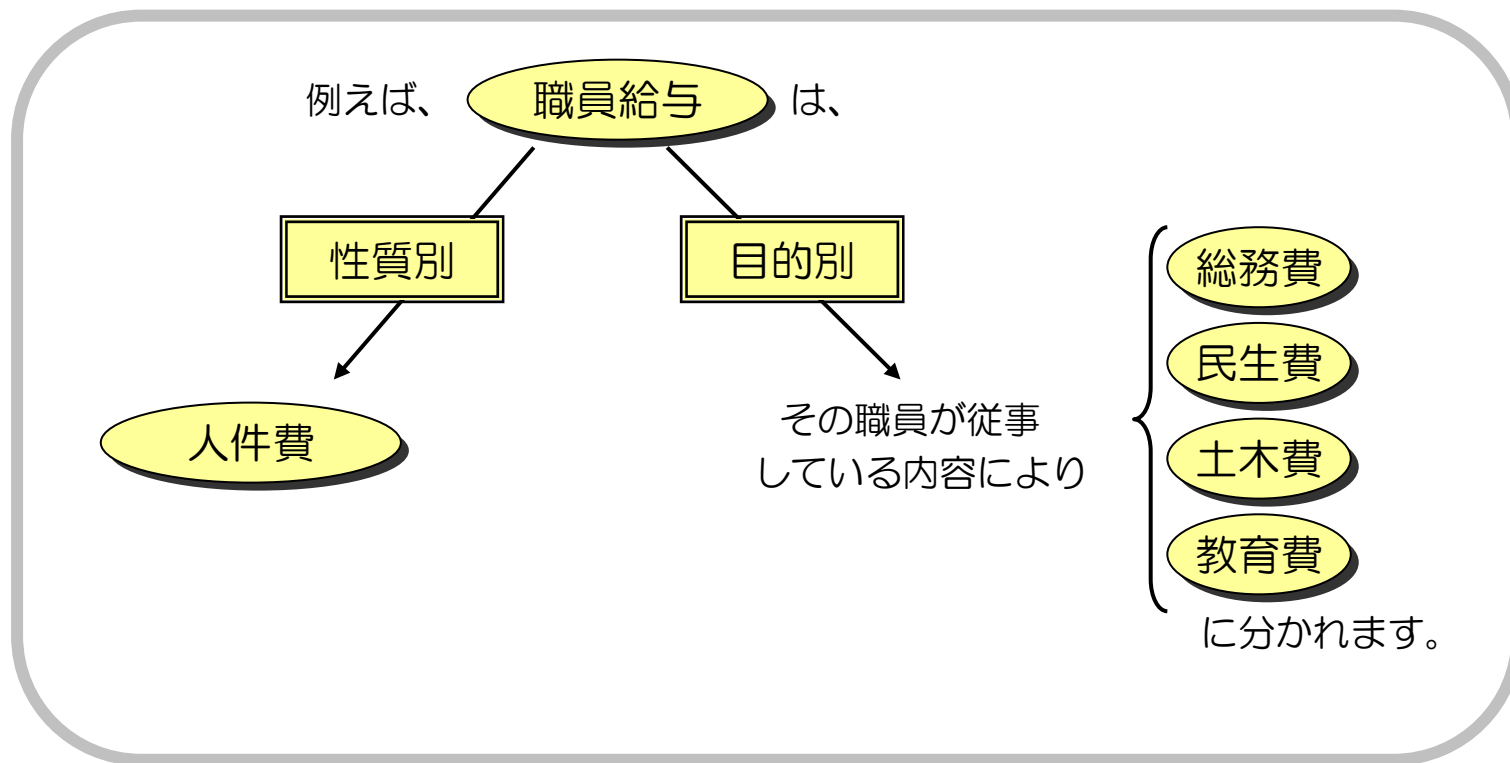 例えば、 職員給与 は、
性質別 目的別
人件費
その職員が従事
している内容により
総務費
民生費
土木費
教育費
に分かれます。